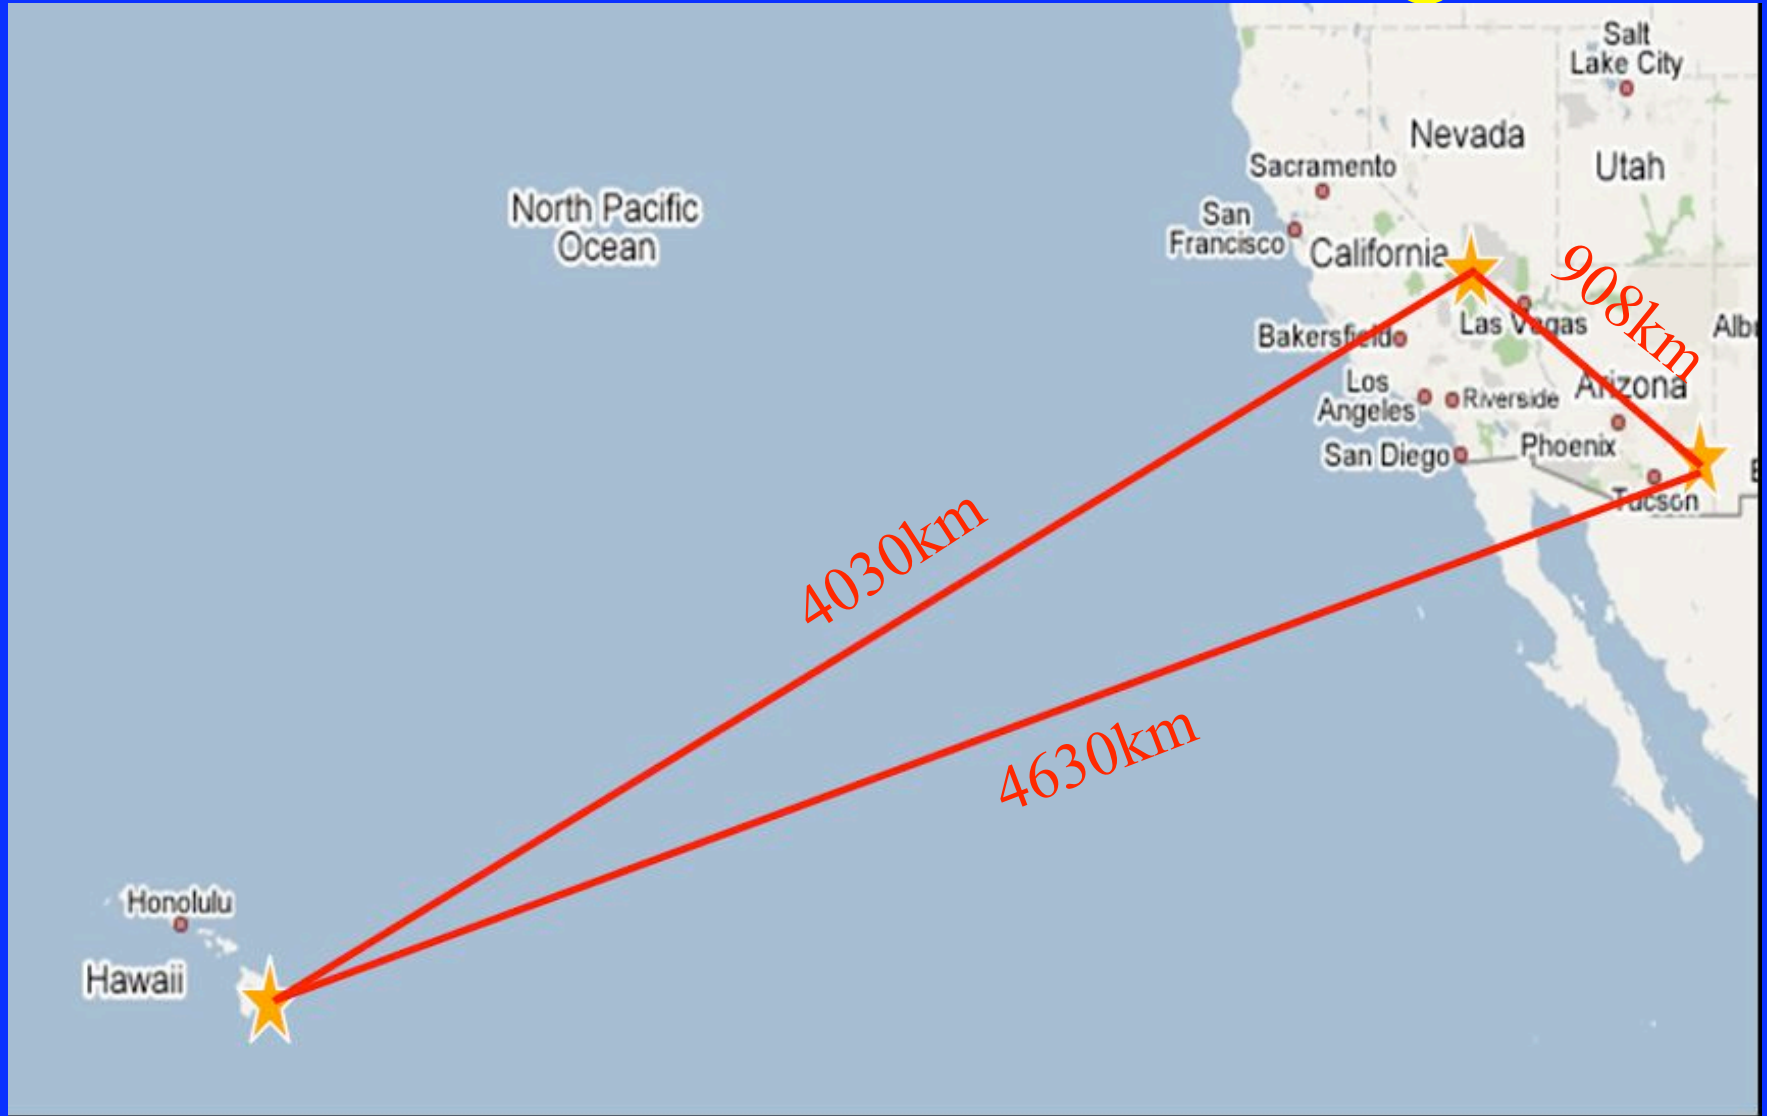 Salt
Lake City
Nevada
Utah
Sacramento
San
Francisco
California
North Pacific
Ocean
908km
Las Vegas
Bakersfield
Los
Angeles
Riverside
Arizona
San Diego
Phoenix
Tucson
4030km
4630km
Honolulu
Hawaii